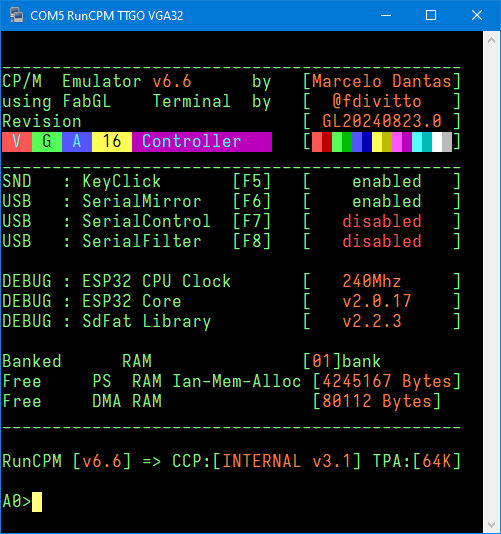 COM5 RunCPM TTGO VGA32
----------------------------------------------
CP/M  Emulator v6.6      by   [Marcelo Dantas]
using FabGL    Terminal  by   [  @fdivitto   ]
Revision                      [ GL20240823.0 ]
 V  G  A  16  Controller      [              ]
----------------------------------------------
SND   : KeyClick       [F5]   [    enabled   ]
USB   : SerialMirror   [F6]   [    enabled   ]
USB   : SerialControl  [F7]   [   disabled   ]
USB   : SerialFilter   [F8]   [   disabled   ]
DEBUG : ESP32 CPU Clock       [   240Mhz     ]
DEBUG : ESP32 Core            [   v2.0.17    ]
DEBUG : SdFat Library         [   v2.2.3     ]
Banked      RAM               [01]bank
Free     PS  RAM Ian-Mem-Alloc [4245167 Bytes]
Free     DMA RAM               [80112 Bytes]
----------------------------------------------
RunCPM [v6.6] => CCP:[INTERNAL v3.1] TPA:[64K]
A0>